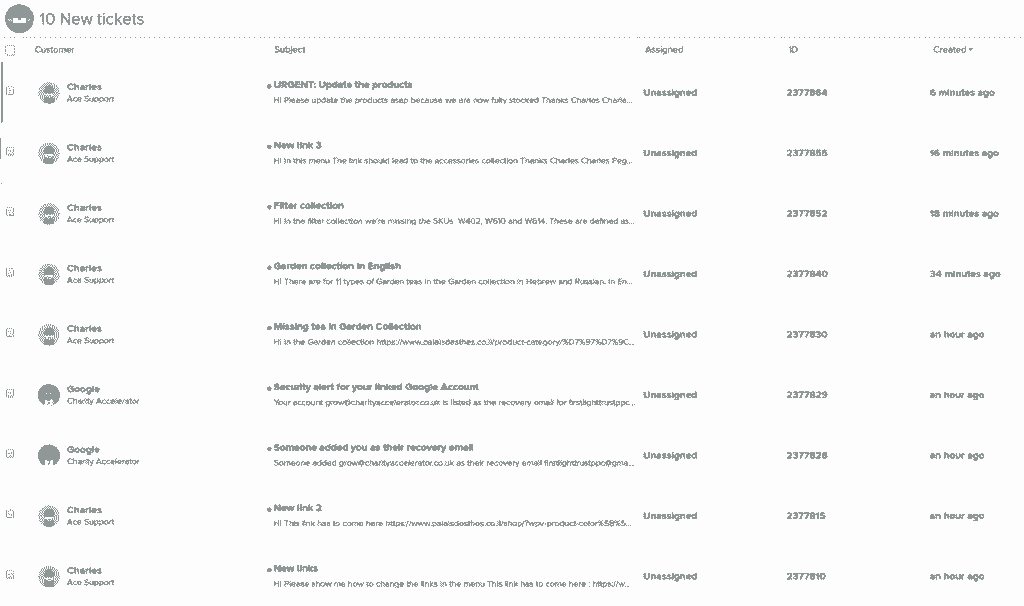 10 New tickets
Customer Subject Assigned ID Created
Charles URGENT: Update the products
Ace Support Hi Please update the products asap because we are now fully stocked Thanks Charles Charle... Unassigned 2377864 6 minutes ago
Charles New link 3
Ace Support Hi In this menu The link should lead to the accessories collection Thanks Charles Charles Peg... Unassigned 2377855 16 minutes ago
Charles Filter collection
Ace Support Hi In the filter collection we're missing the SKUs W402, W610 and W614. These are defined as... Unassigned 2377852 18 minutes ago
Charles Garden collection in English
Ace Support Hi There are for 11 types of Garden teas in the Garden collection in Hebrew and Russian. In En... Unassigned 2377840 34 minutes ago
Charles Missing tea in Garden Collection
Ace Support Hi In the Garden collection https://www.palaisdesthes.co.il/product-category/%D7%97%D7%9C... Unassigned 2377830 an hour ago
Google Security alert for your linked Google Account
Charity Accelerator Your account grow@charityaccelerator.co.uk is listed as the recovery email for firstlighttrustppc... Unassigned 2377829 an hour ago
Google Someone added you as their recovery email
Charity Accelerator Someone added grow@charityaccelerator.co.uk as their recovery email firstlighttrustppc@gma... Unassigned 2377828 an hour ago
Charles New link 2
Ace Support Hi This link has to come here https://www.palaisdesthes.co.il/shop/?wpv-product-color%5B%5... Unassigned 2377815 an hour ago
Charles New links
Ace Support Hi Please show me how to change the links in the menu This link has to come here : https://w... Unassigned 2377810 an hour ago